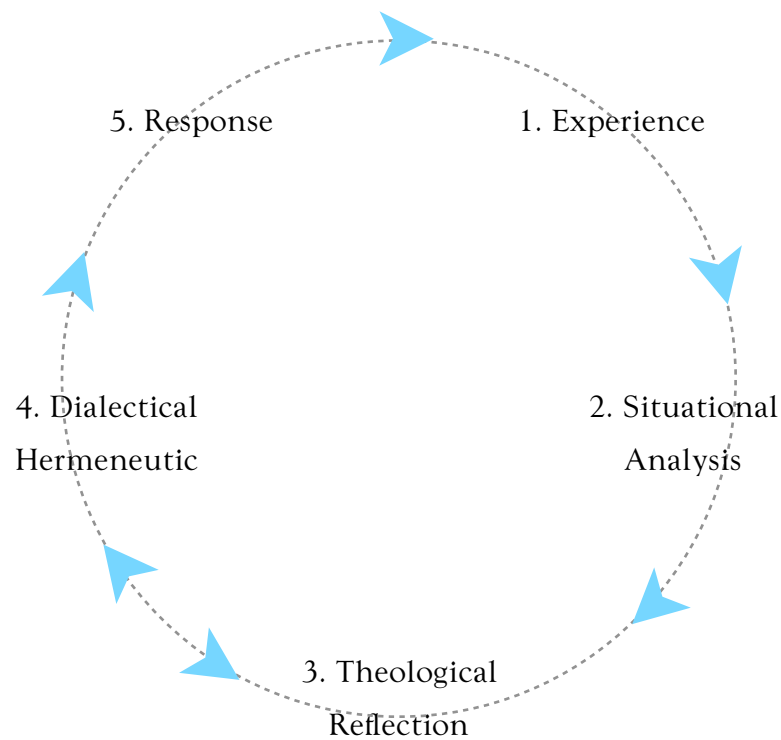 1. Experience
2. Situational
Analysis
3. Theological
Reflection
4. Dialectical
Hermeneutic
5. Response